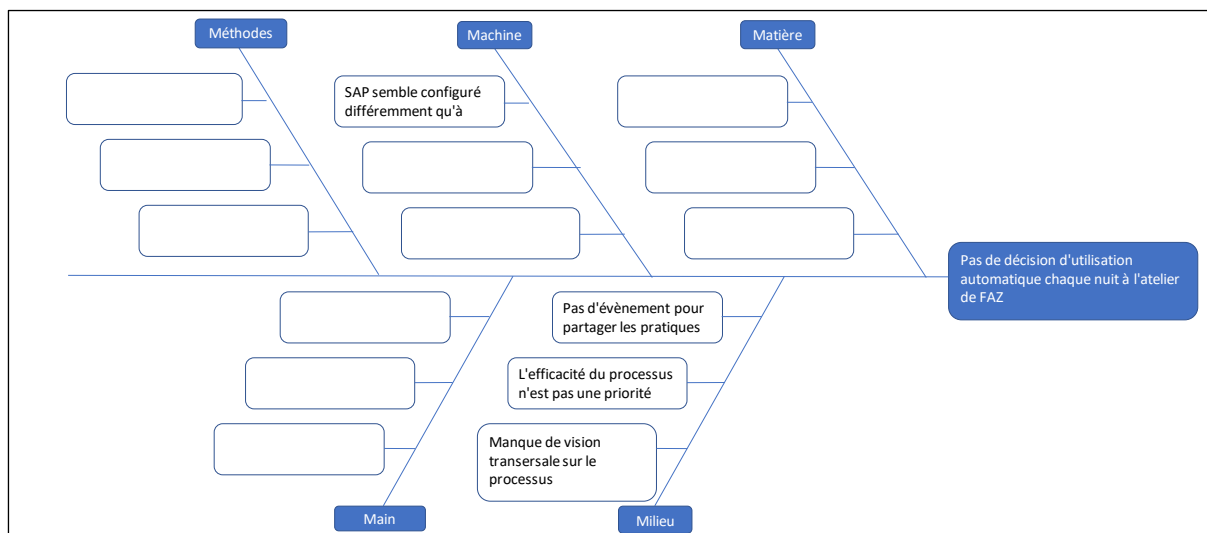 Méthodes
Machine
Matière
SAP semble configuré
différemment qu'à
Pas de décision d'utilisation
automatique chaque nuit à l'atelier
de FAZ
Pas d'évènement pour
partager les pratiques
L'efficacité du processus
n'est pas une priorité
Manque de vision
transersale sur le
processus
Main
Milieu